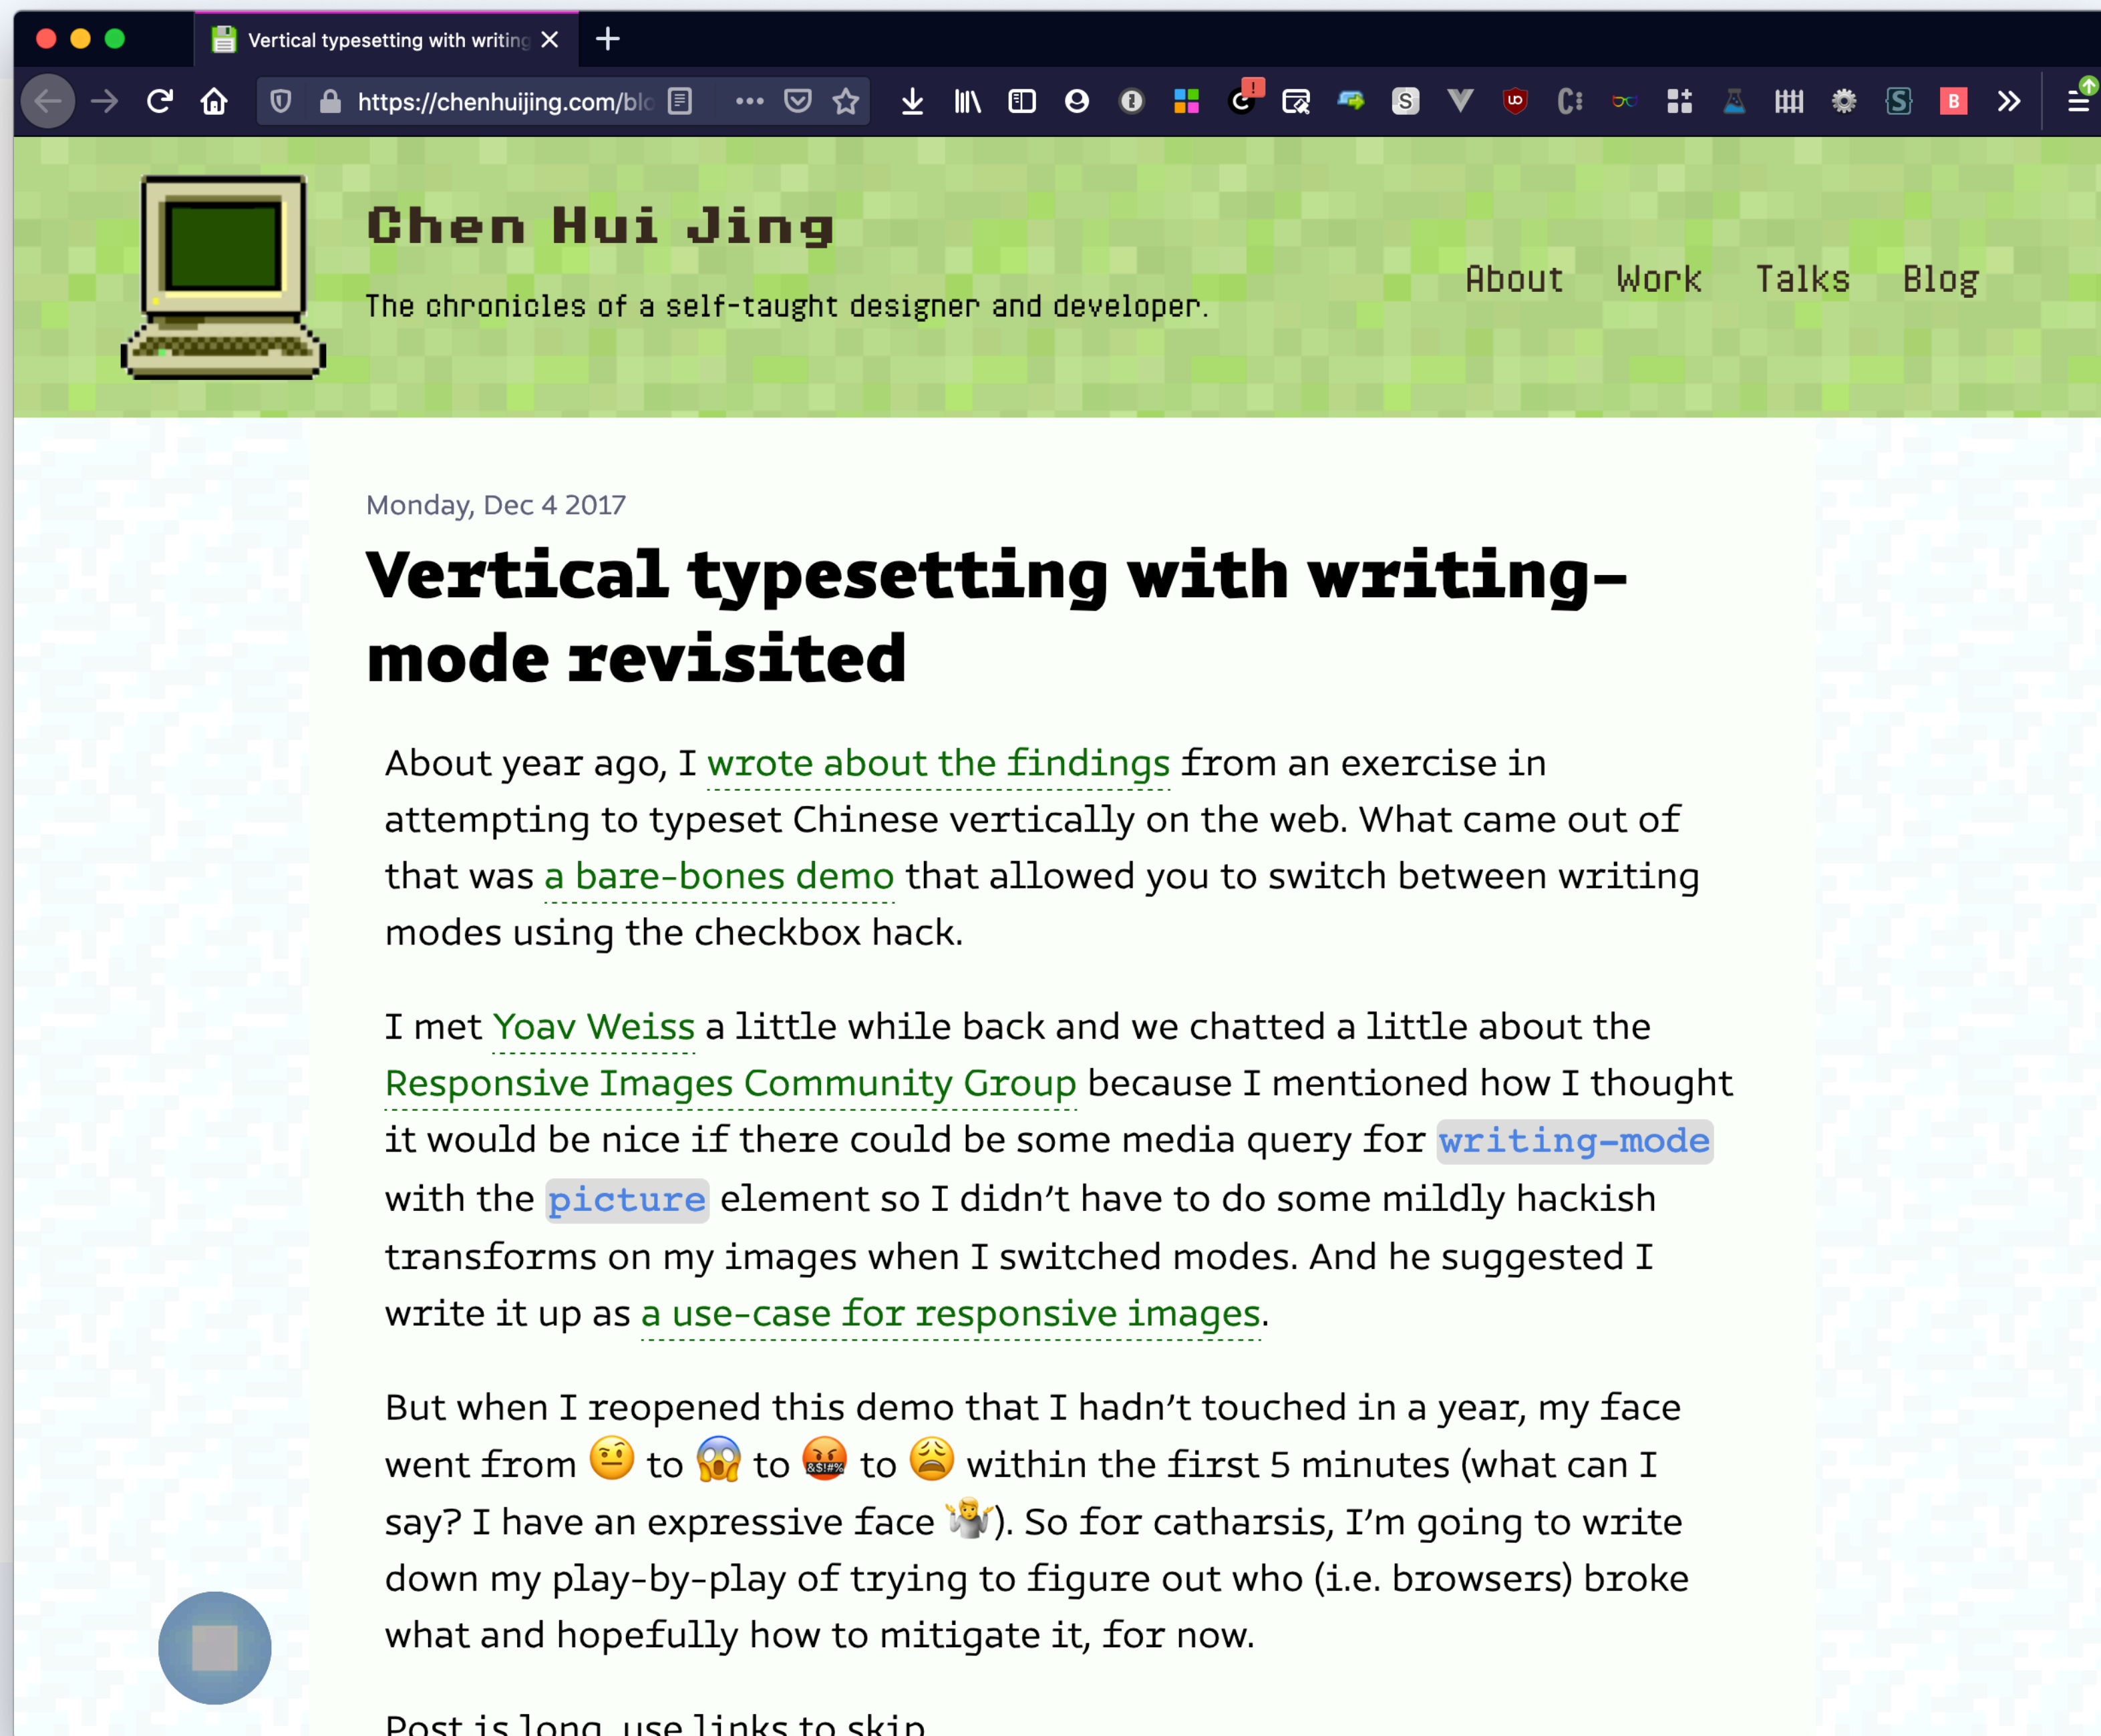 Vertical typesetting with writing
https://chenhuijing.com/blo
Chen Hui Jing
The chronicles of a self-taught designer and developer.
About Work Talks Blog
Monday, Dec 4 2017
Vertical typesetting with writing-
mode revisited
About year ago, I wrote about the findings from an exercise in
attempting to typeset Chinese vertically on the web. What came out of
that was a bare-bones demo that allowed you to switch between writing
modes using the checkbox hack.
I met Yoav Weiss a little while back and we chatted a little about the
Responsive Images Community Group because I mentioned how I thought
it would be nice if there could be some media query for writing-mode
with the picture element so I didn’t have to do some mildly hackish
transforms on my images when I switched modes. And he suggested I
write it up as a use-case for responsive images.
But when I reopened this demo that I hadn’t touched in a year, my face
went from 🤨 to 😱 to 🤬 to 😩 within the first 5 minutes (what can I
say? I have an expressive face 🤷). So for catharsis, I’m going to write
down my play-by-play of trying to figure out who (i.e. browsers) broke
what and hopefully how to mitigate it, for now.
Post is long, use links to skip